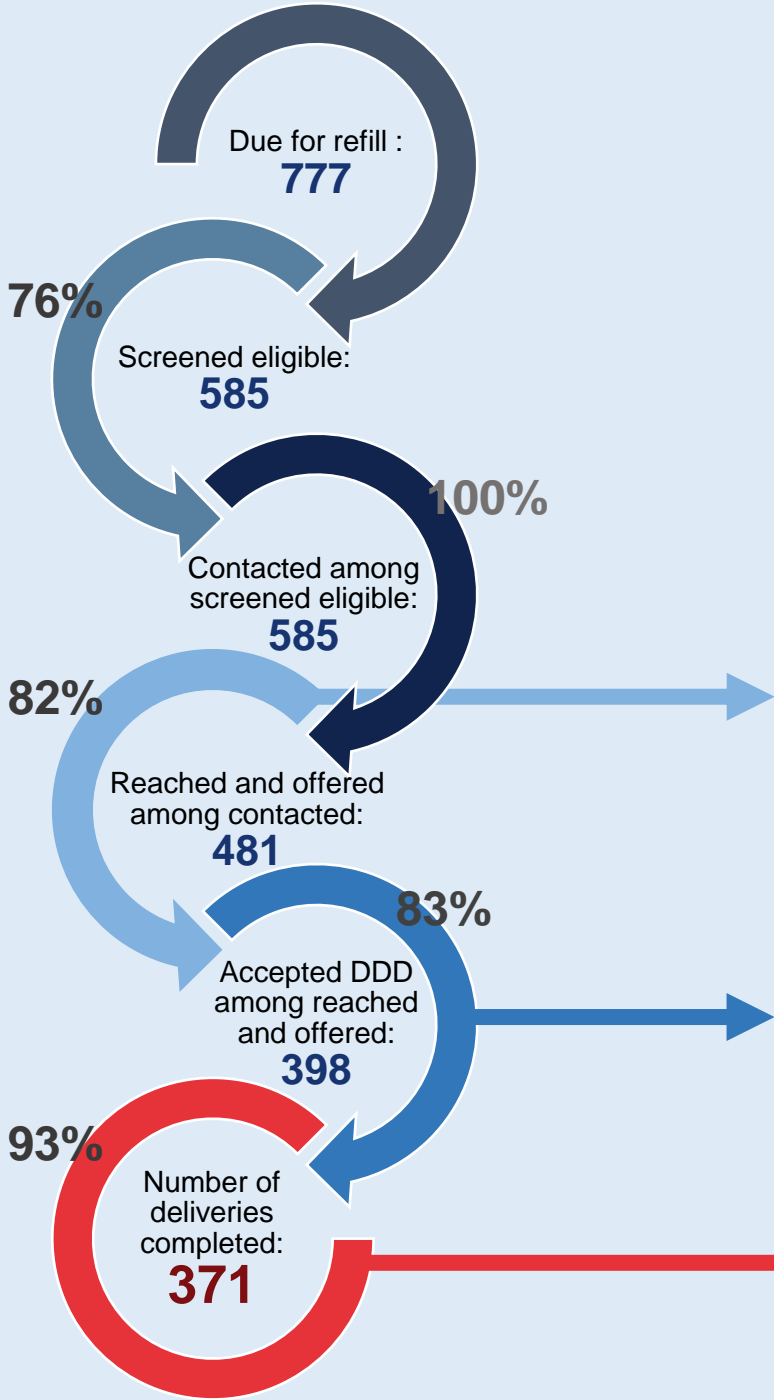 Due for refill :
777
76%
Screened eligible:
585
100%
Contacted among
screened eligible:
585
82%
Reached and offered
among contacted:
481
83%
Accepted DDD
among reached
and offered:
398
93%
Number of
deliveries
completed:
371